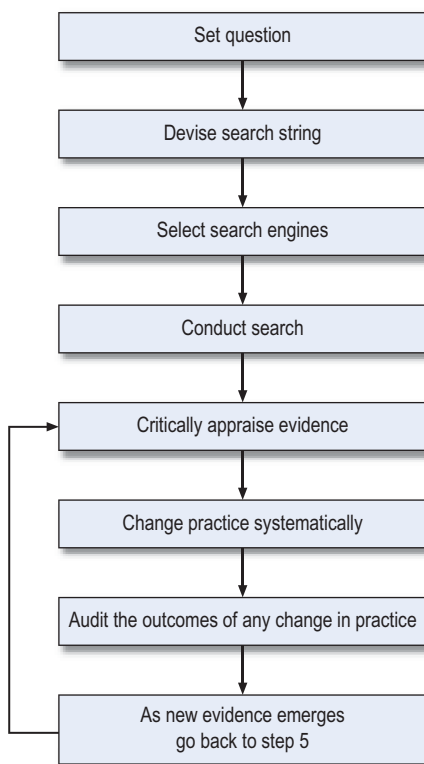 Set question
Devise search string
Select search engines
Conduct search
Critically appraise evidence
Change practice systematically
Audit the outcomes of any change in practice
As new evidence emerges
go back to step 5